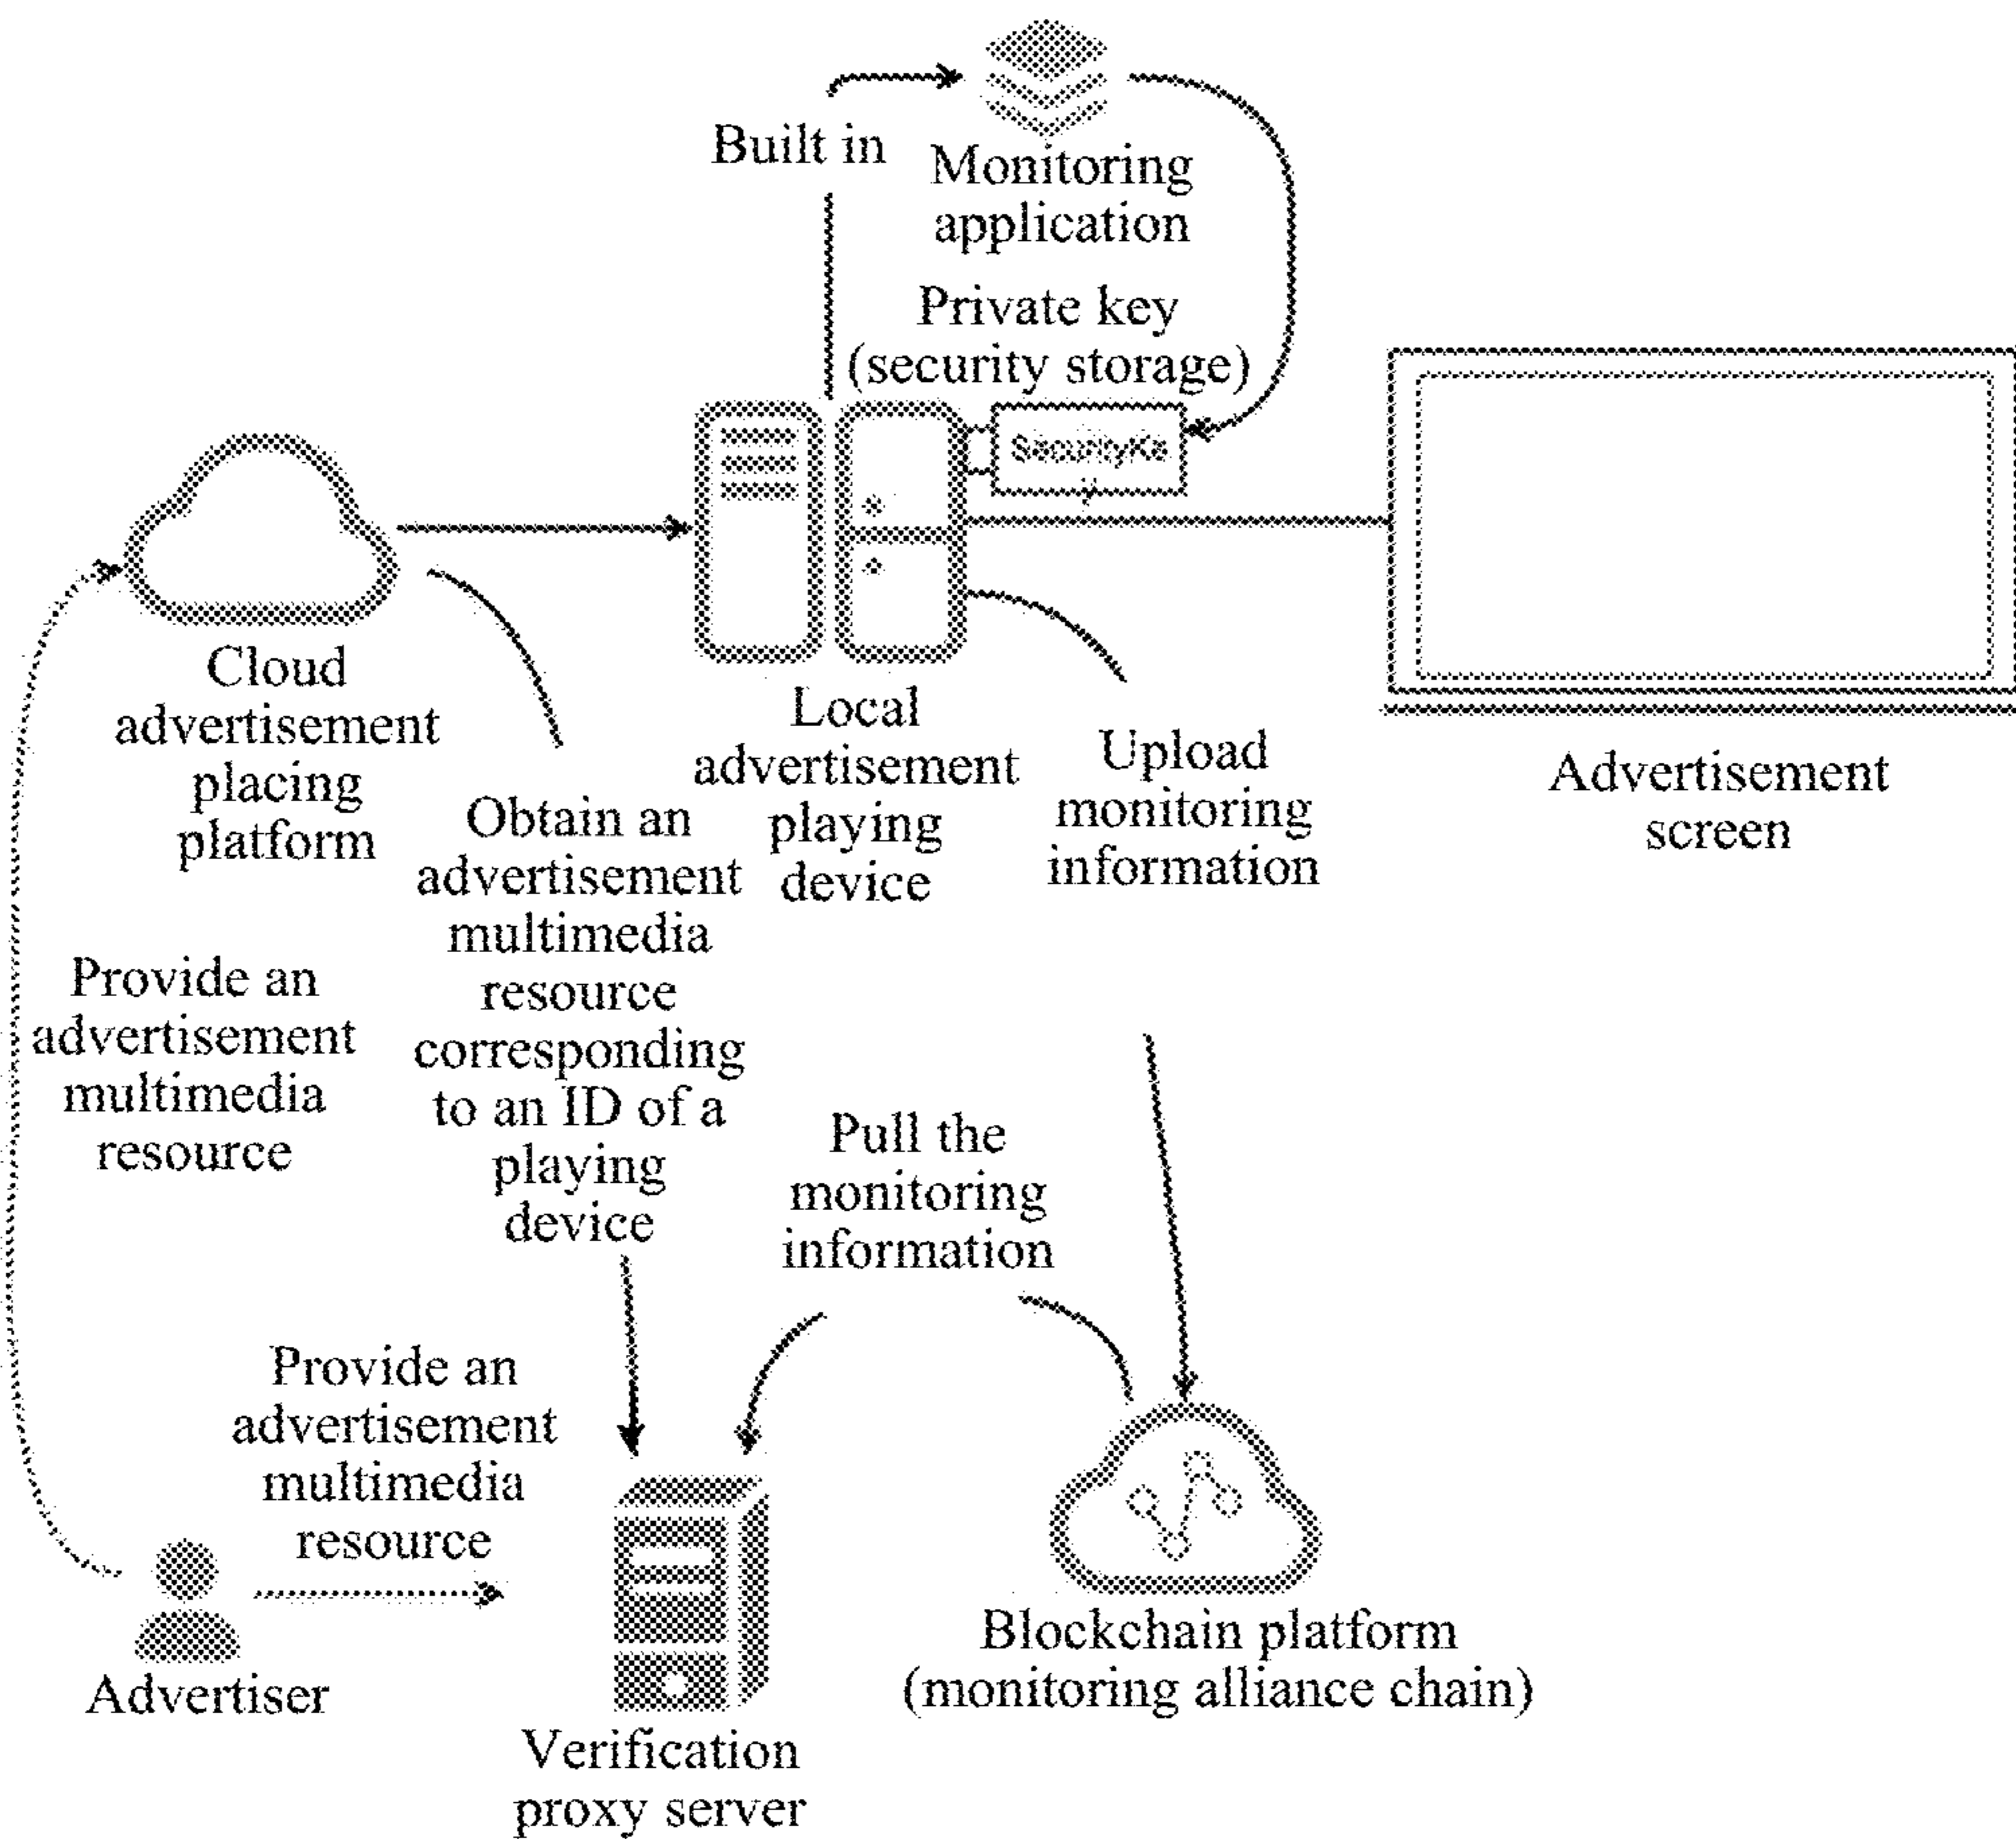 Built in
Monitoring
application
Private key
(security storage)
SecurityKe
y
Cloud
advertisement
placing
platform
Local
advertisement
playing
device
Upload
monitoring
information
Advertisement
screen
Obtain an
advertisement
multimedia
resource
corresponding
to an ID of a
playing
device
Provide an
advertisement
multimedia
resource
Pull the
monitoring
information
Provide an
advertisement
multimedia
resource
Advertiser
Verification
proxy server
Blockchain platform
(monitoring alliance chain)